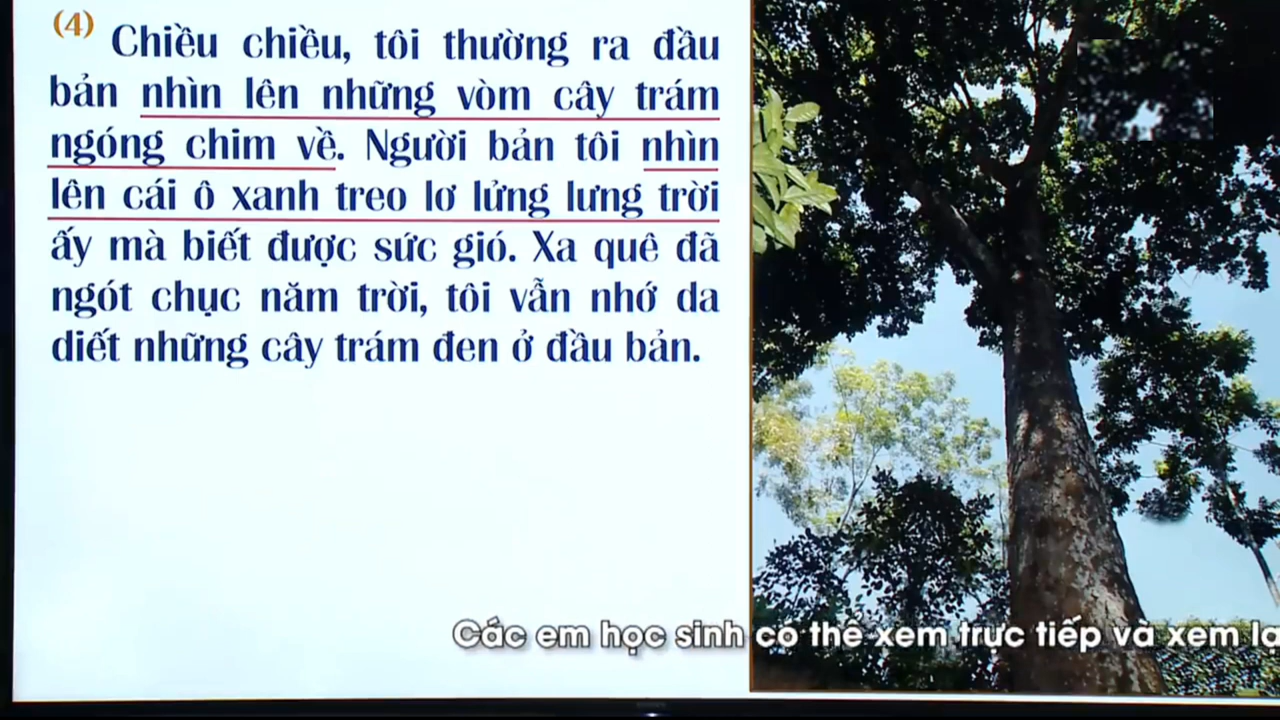 (4) Chiều chiều, tôi thường ra đầu
bản nhìn lên những vòm cây trám
ngóng chim về. Người bản tôi nhìn
lên cái ô xanh treo lơ lửng lưng trời
ấy mà biết được sức gió. Xa quê đã
ngót chục năm trời, tôi vẫn nhớ da
diết những cây trám đen ở đầu bản.
Các em học sinh có thể xem trực tiếp và xem lạ